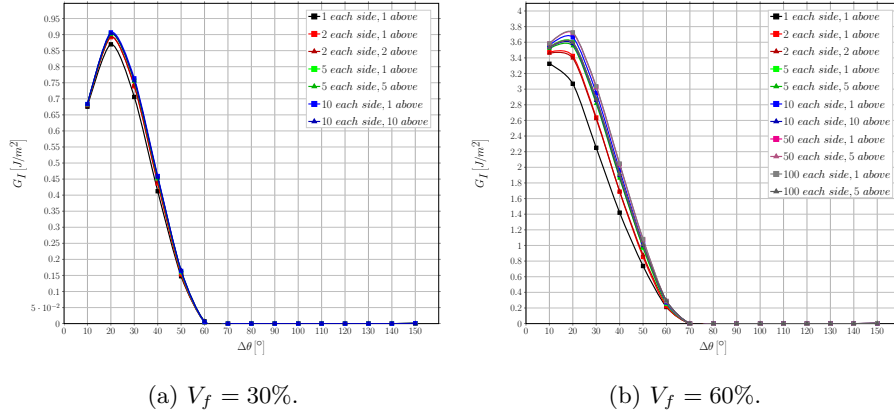 0.95
0.9
0.85
0.8
0.75
0.7
0.65
0.6
0.55
0.5
0.45
0.4
0.35
0.3
0.25
0.2
0.15
0.1
5 · 10⁻²
0
G_I [J/m²]
0 10 20 30 40 50 60 70 80 90 100 110 120 130 140 150
Δθ [°]
1 each side, 1 above
2 each side, 1 above
2 each side, 2 above
5 each side, 1 above
5 each side, 5 above
10 each side, 1 above
10 each side, 10 above
(a) V_f = 30%.
4
3.8
3.6
3.4
3.2
3
2.8
2.6
2.4
2.2
2
1.8
1.6
1.4
1.2
1
0.8
0.6
0.4
0.2
0
G_I [J/m²]
0 10 20 30 40 50 60 70 80 90 100 110 120 130 140 150
Δθ [°]
1 each side, 1 above
2 each side, 1 above
2 each side, 2 above
5 each side, 1 above
5 each side, 5 above
10 each side, 1 above
10 each side, 10 above
50 each side, 1 above
50 each side, 5 above
100 each side, 1 above
100 each side, 5 above
(b) V_f = 60%.